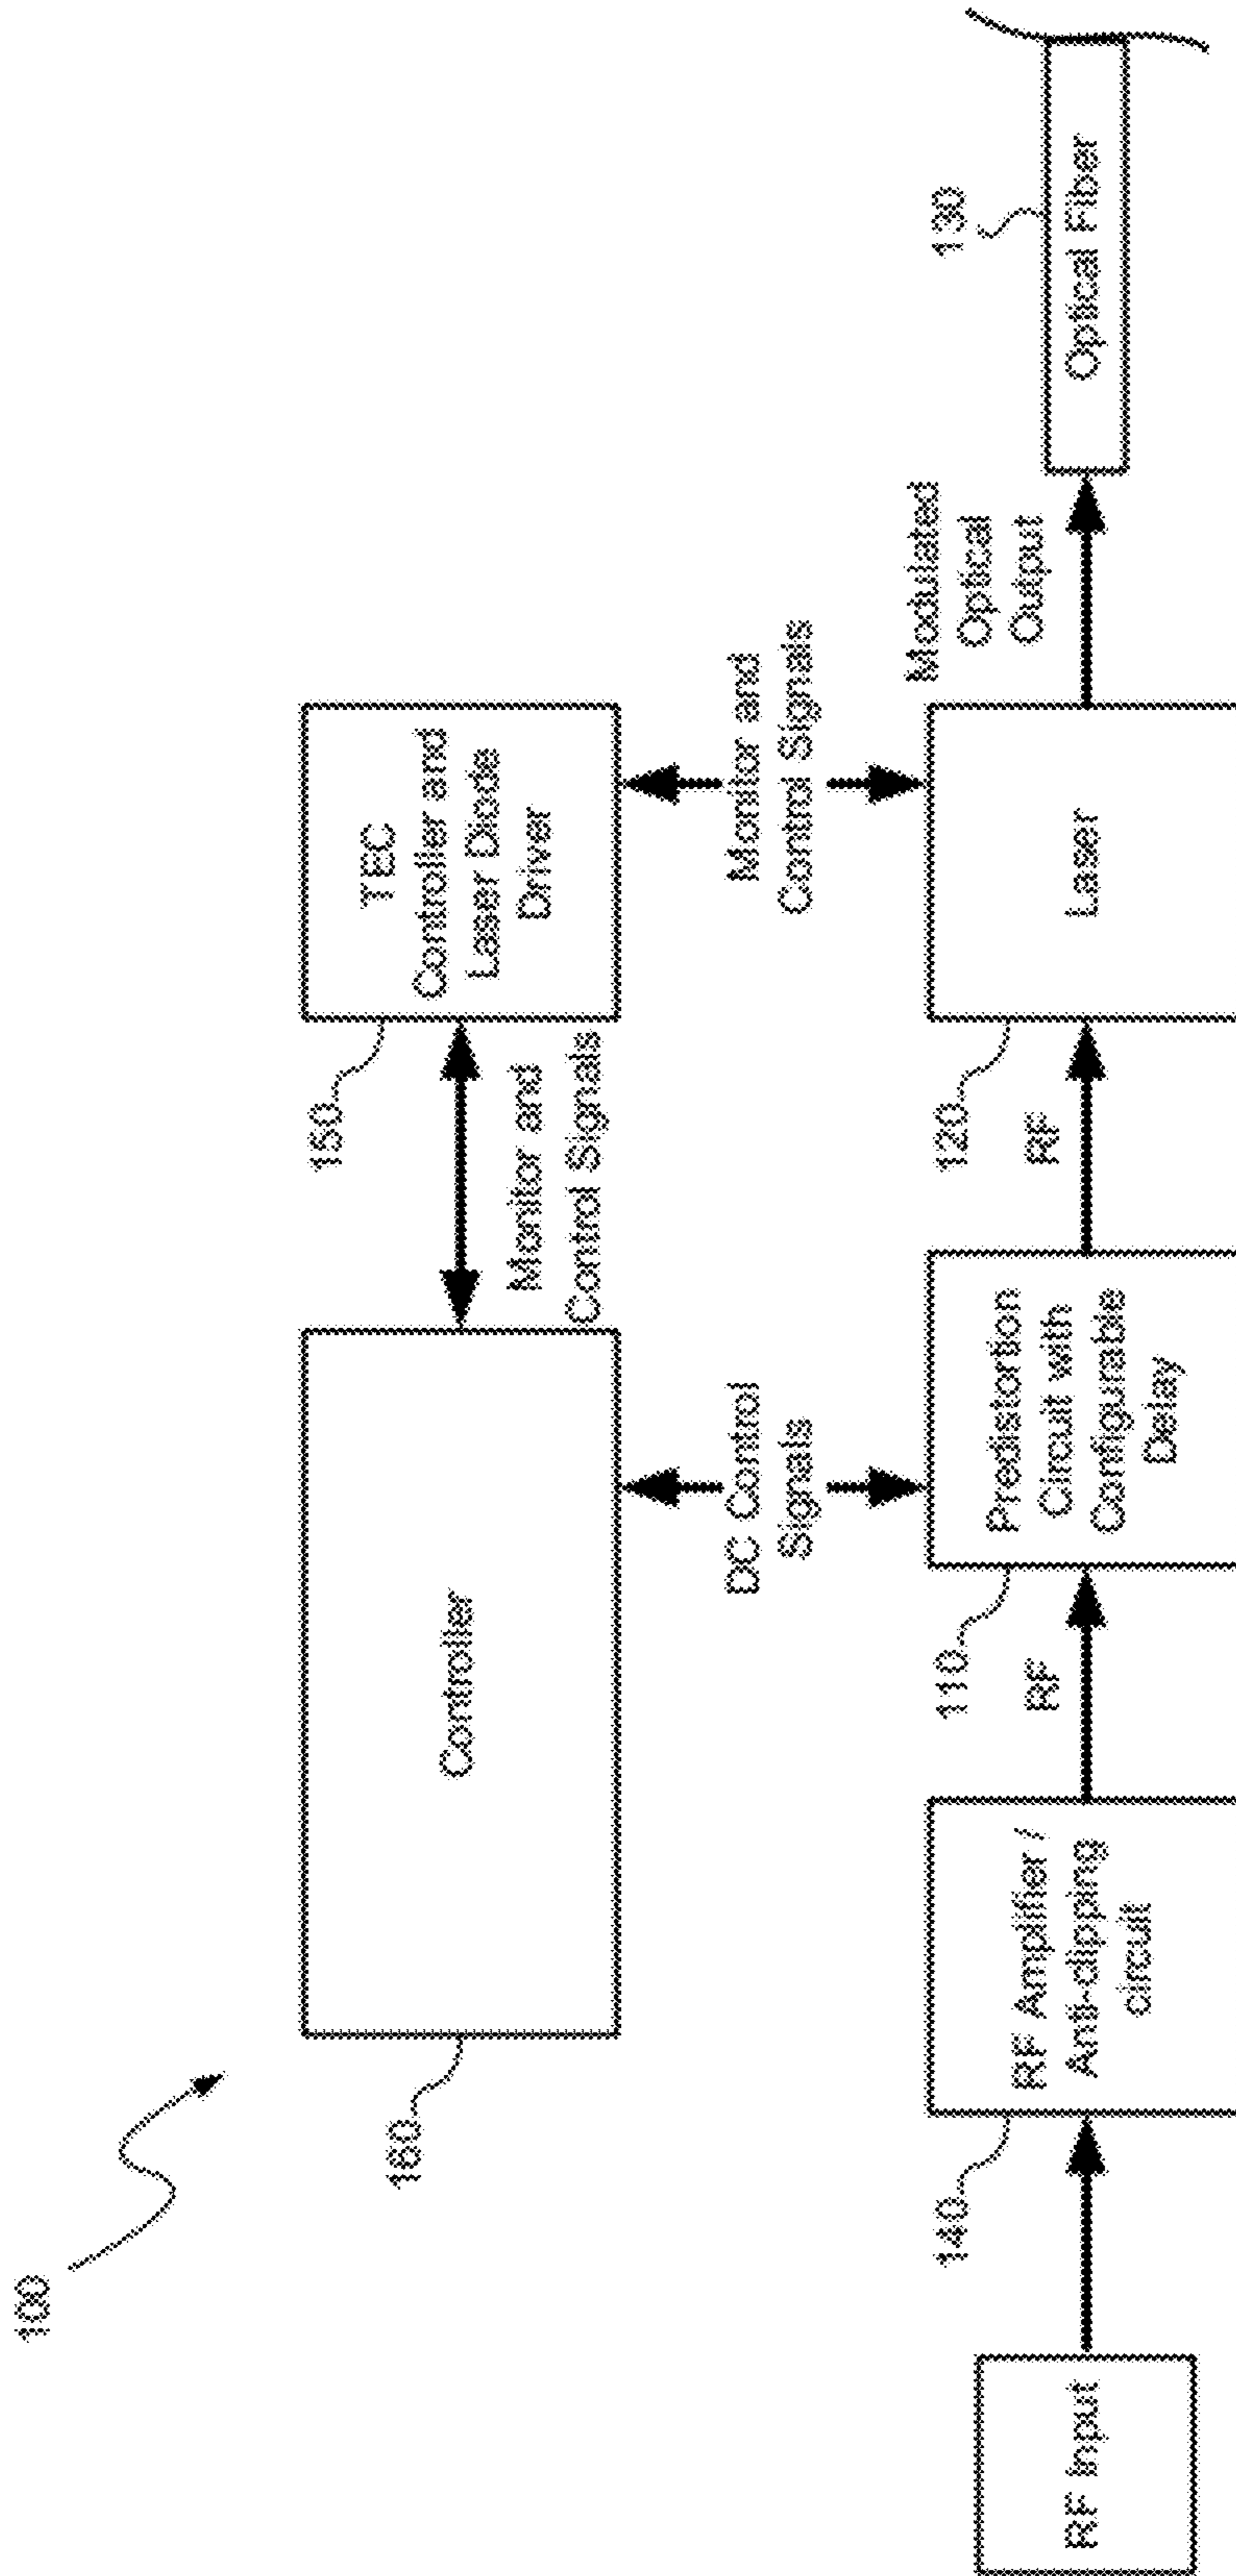 100
160
Controller
Monitor and
Control Signals
150
TEC
Controller and
Laser Diode
Driver
DC Control
Signals
Monitor and
Control Signals
RF Input
140
RF Amplifier /
Anti-clipping
circuit
RF
110
Predistortion
Circuit with
Configurable
Delay
RF
120
Laser
Modulated
Optical
Output
130
Optical Fiber